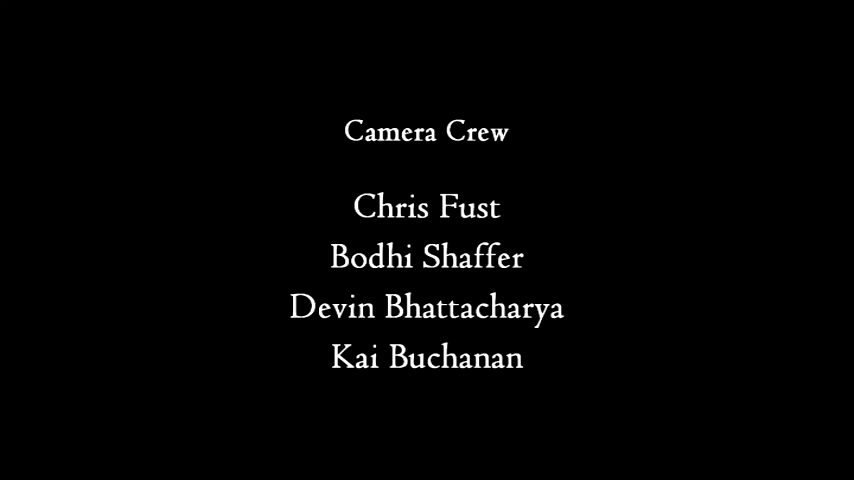 Camera Crew
Chris Fust
Bodhi Shaffer
Devin Bhattacharya
Kai Buchanan